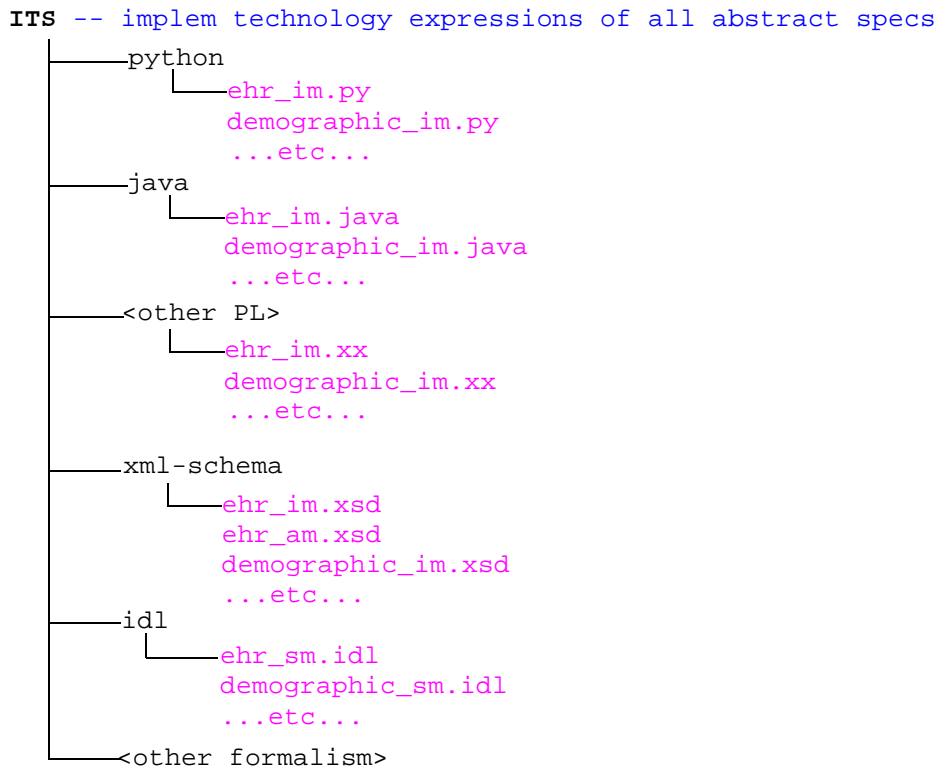 ITS -- implem technology expressions of all abstract specs
python
ehr_im.py
demographic_im.py
...etc...
java
ehr_im.java
demographic_im.java
...etc...
<other PL>
ehr_im.xx
demographic_im.xx
...etc...
xml-schema
ehr_im.xsd
ehr_am.xsd
demographic_im.xsd
...etc...
idl
ehr_sm.idl
demographic_sm.idl
...etc...
<other formalism>